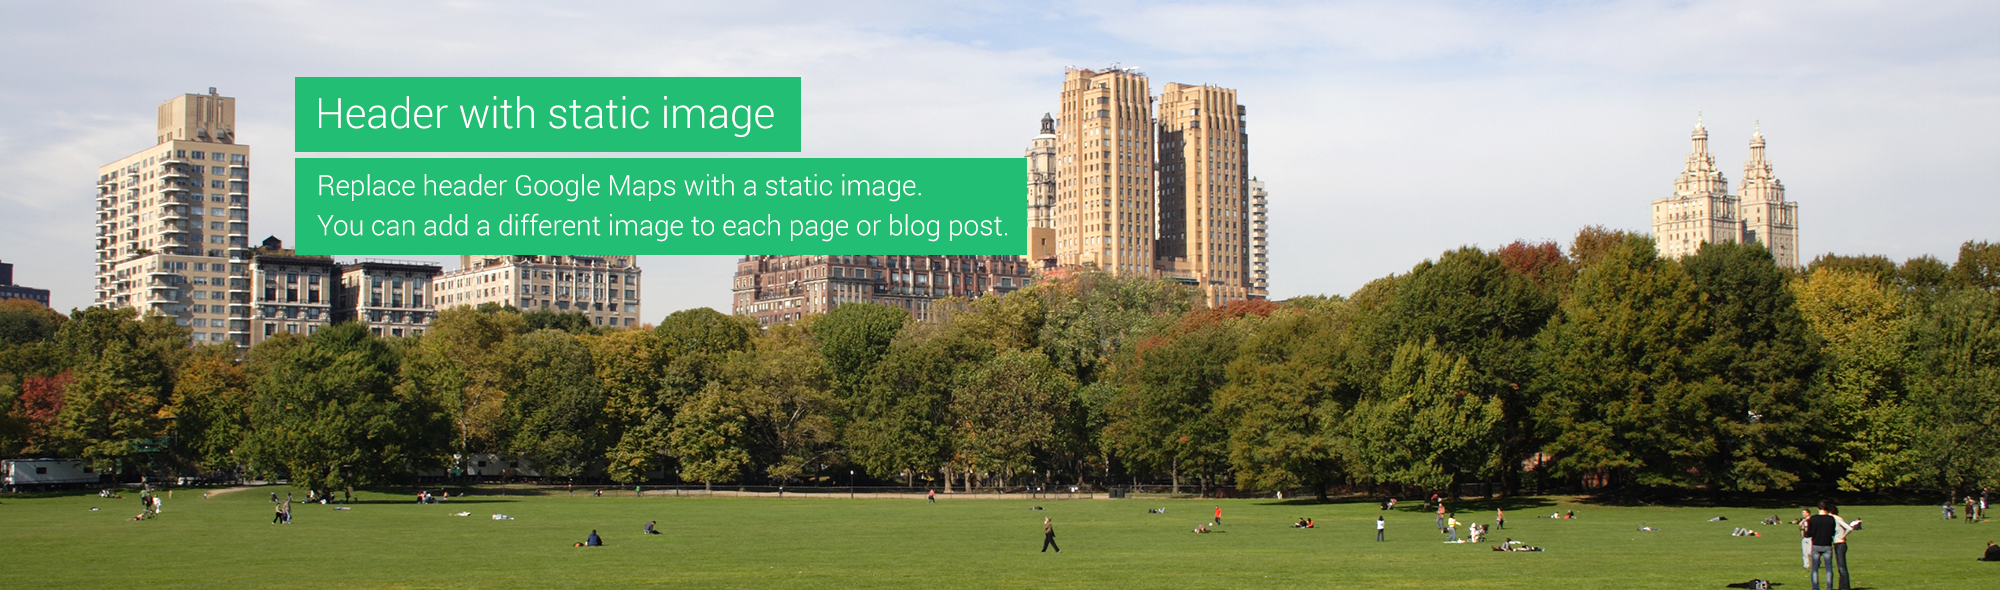 Header with static image
Replace header Google Maps with a static image.
You can add a different image to each page or blog post.